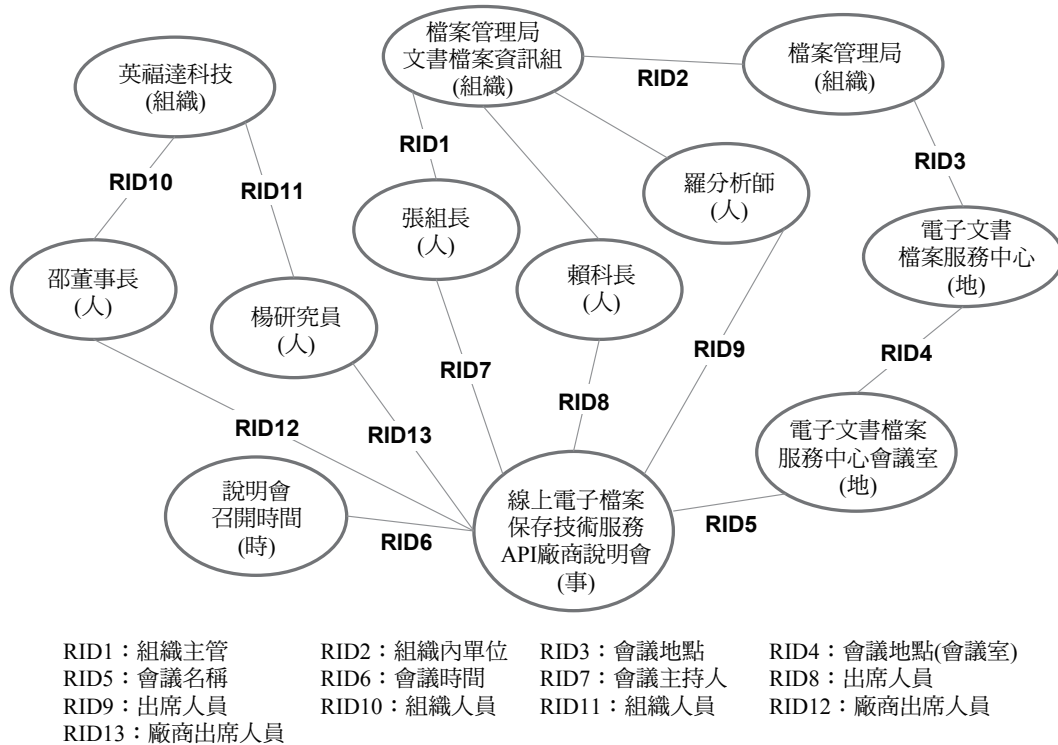 英福達科技
(組織)
檔案管理局
文書檔案資訊組
(組織)
檔案管理局
(組織)
RID2
RID1
RID10
RID11
RID3
羅分析師
(人)
張組長
(人)
電子文書
檔案服務中心
(地)
邵董事長
(人)
賴科長
(人)
楊研究員
(人)
RID9
RID4
RID7
RID8
RID12
RID13
電子文書檔案
服務中心會議室
(地)
說明會
召開時間
(時)
線上電子檔案
保存技術服務
API廠商說明會
(事)
RID5
RID6
RID1：組織主管 RID2：組織內單位 RID3：會議地點 RID4：會議地點(會議室)
RID5：會議名稱 RID6：會議時間 RID7：會議主持人 RID8：出席人員
RID9：出席人員 RID10：組織人員 RID11：組織人員 RID12：廠商出席人員
RID13：廠商出席人員